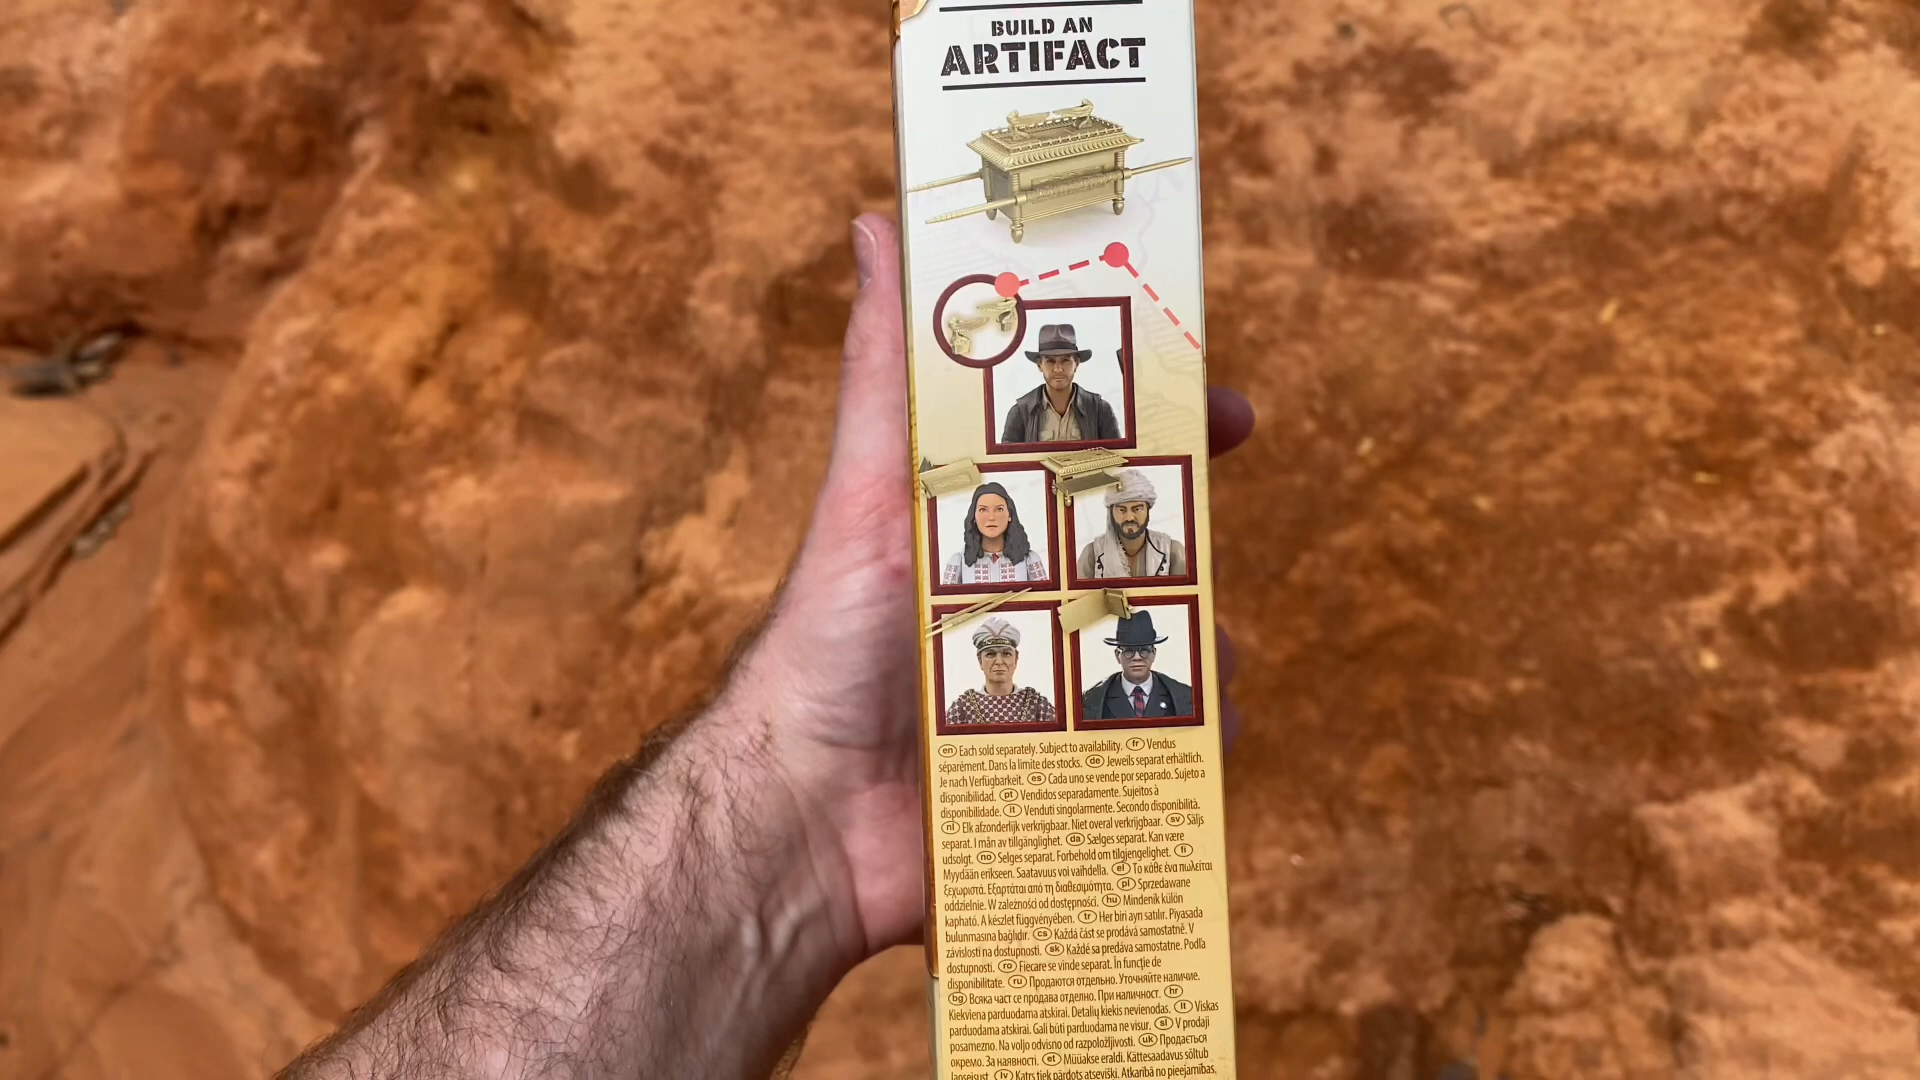 BUILD AN
ARTIFACT
en Each sold separately. Subject to availability. fr Vendus
séparément. Dans la limite des stocks. de Jeweils separat erhältlich.
Je nach Verfügbarkeit. es Cada uno se vende por separado. Sujeto a
disponibilidad. pt Vendidos separadamente. Sujeitos à
disponibilidade. it Venduti singolarmente. Secondo disponibilità.
nl Elk afzonderlijk verkrijgbaar. Niet overal verkrijgbaar. sv Säljs
separat. I mån av tillgänglighet. da Sælges separat. Kan være
udsolgt. no Selges separat. Forbehold om tilgjengelighet. fi
Myydään erikseen. Saatavuus voi vaihdella. el Το κάθε ένα πωλείται
ξεχωριστά. Εξαρτάται από τη διαθεσιμότητα. pl Sprzedawane
oddzielnie. W zależności od dostępności. hu Mindenik külön
kapható. A készlet függvényében. tr Her biri ayrı satılır. Piyasada
bulunmasına bağlıdır. cs Každá část se prodává samostatně. V
závislosti na dostupnosti. sk Každé sa predáva samostatne. Podľa
dostupnosti. ro Fiecare se vinde separat. În funcție de
disponibilitate. ru Продаются отдельно. Уточняйте наличие.
bg Всяка част се продава отделно. При наличност. hr
Kiekviena parduodama atskirai. Detalių kiekis nevienodas. lt Viskas
parduodama atskirai. Gali būti parduodama ne visur. sl V prodaji
posamezno. Na voljo odvisno od razpoložljivosti. uk Продається
окремо. За наявності. et Müüakse eraldi. Kättesaadavus sõltub
laoseisust. lv Katrs tiek pārdots atsevišķi. Atkarībā no pieejamības.